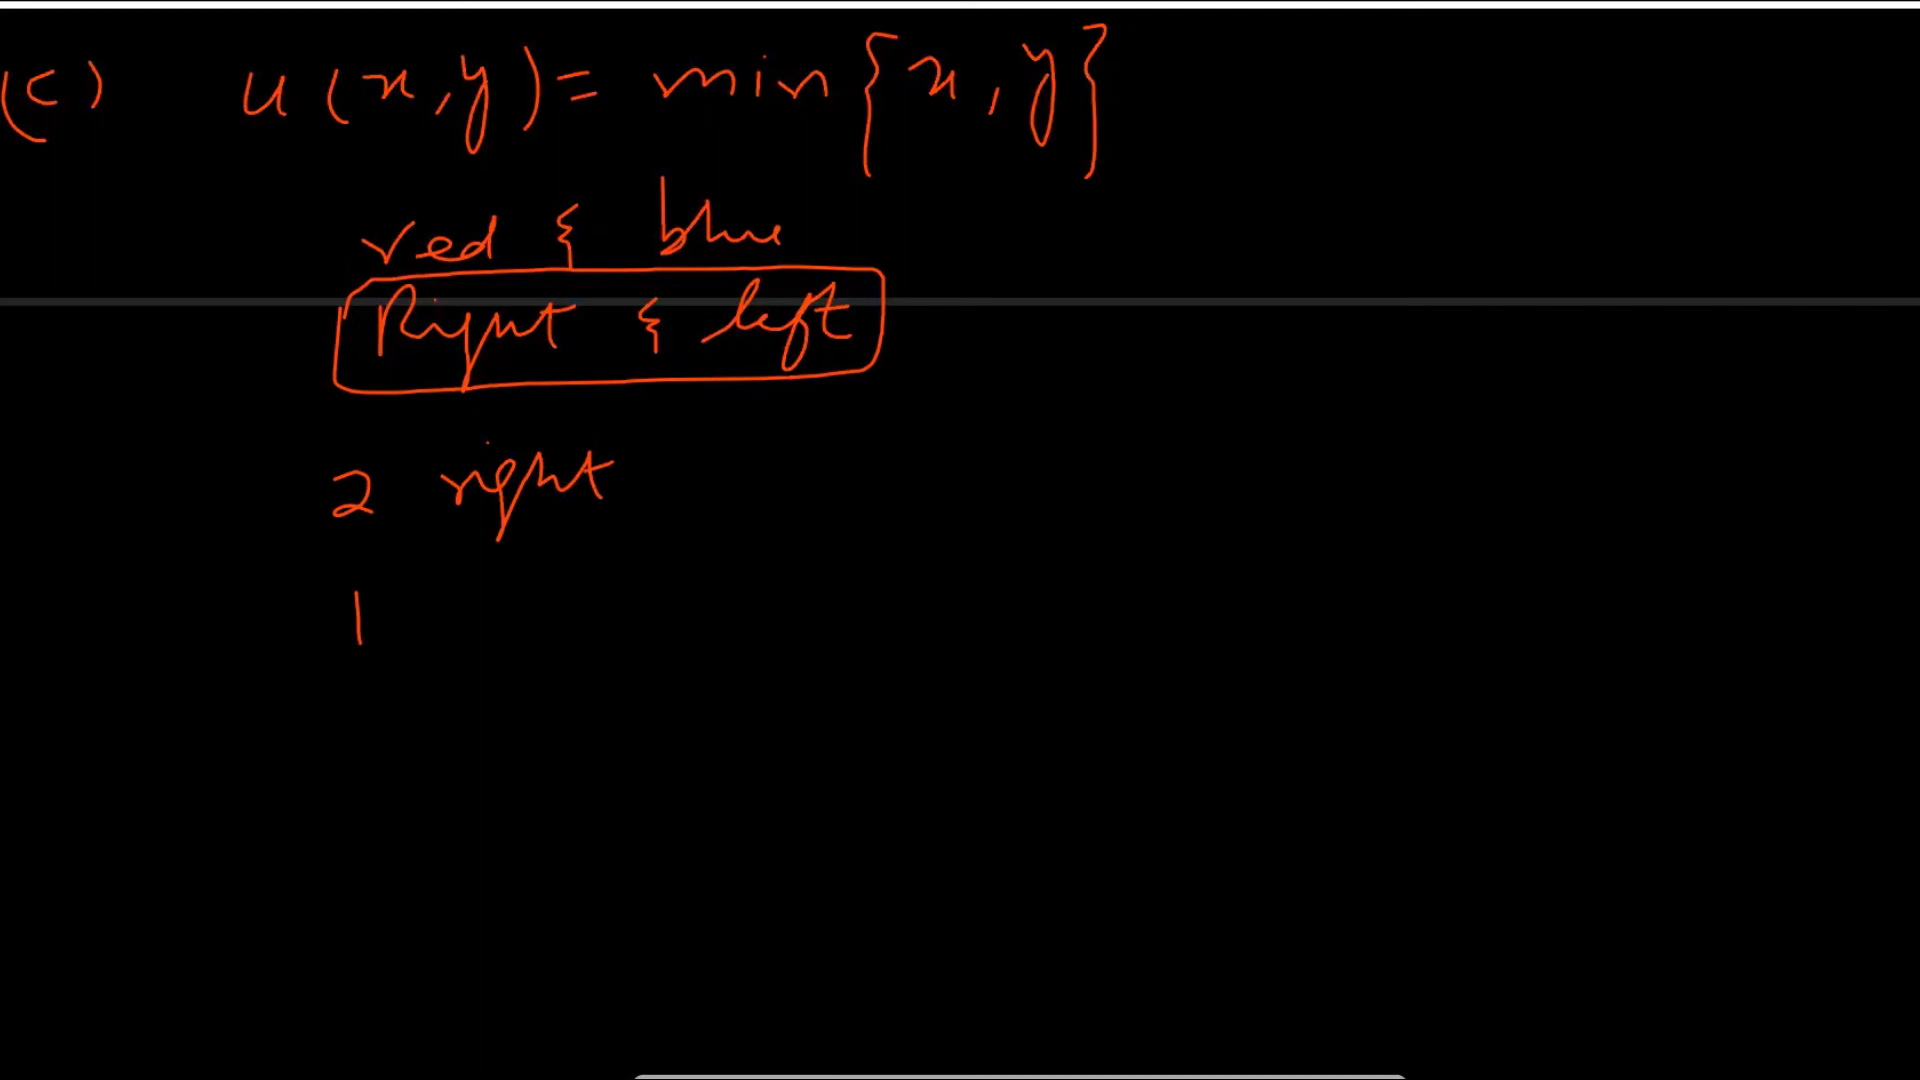 (c) u(x,y) = min{x,y}
red & blue
Right & left
2 right
1